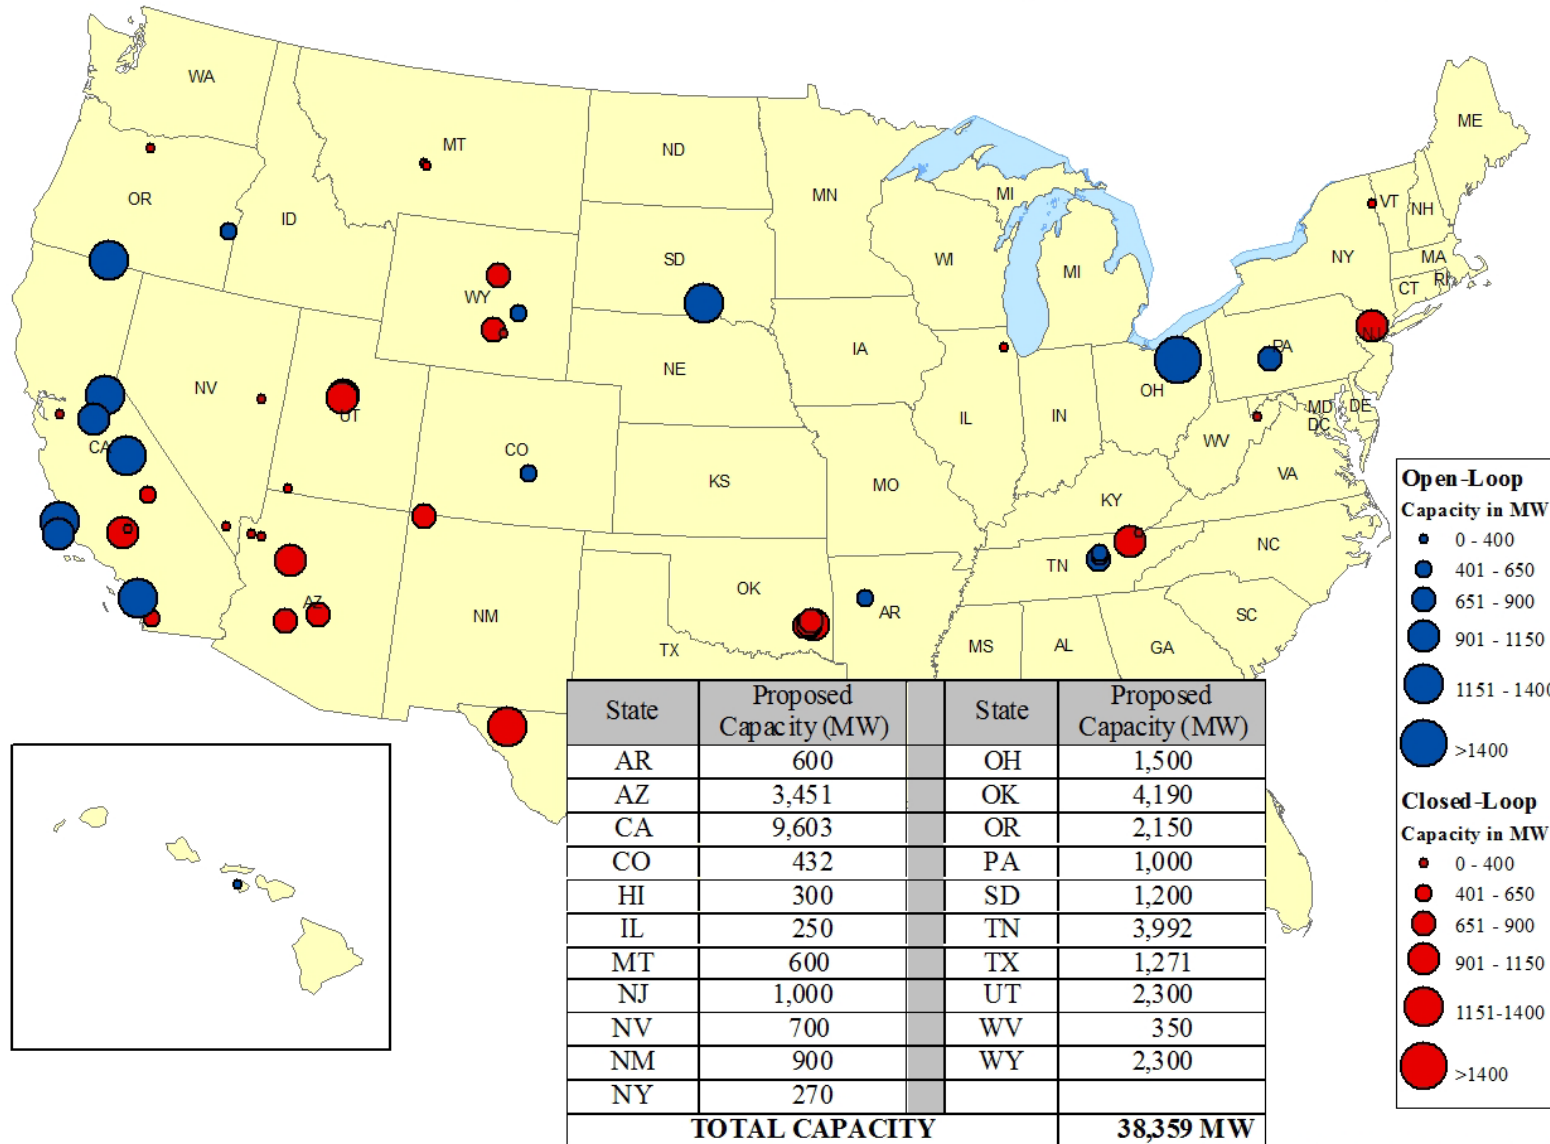 WA
MT
ND
MN
ME
OR
ID
SD
WI
MI
MI
VT
NH
NY
MA
CT
RI
WY
NE
IA
PA
NJ
NV
UT
CO
IL
IN
OH
MD
DE
DC
CA
KS
MO
WV
VA
KY
AZ
NM
OK
AR
TN
NC
SC
TX
MS
AL
GA
State Proposed Capacity (MW) State Proposed Capacity (MW)
AR 600 OH 1,500
AZ 3,451 OK 4,190
CA 9,603 OR 2,150
CO 432 PA 1,000
HI 300 SD 1,200
IL 250 TN 3,992
MT 600 TX 1,271
NJ 1,000 UT 2,300
NV 700 WV 350
NM 900 WY 2,300
NY 270
TOTAL CAPACITY 38,359 MW
Open-Loop
Capacity in MW
0 - 400
401 - 650
651 - 900
901 - 1150
1151 - 1400
>1400
Closed-Loop
Capacity in MW
0 - 400
401 - 650
651 - 900
901 - 1150
1151-1400
>1400